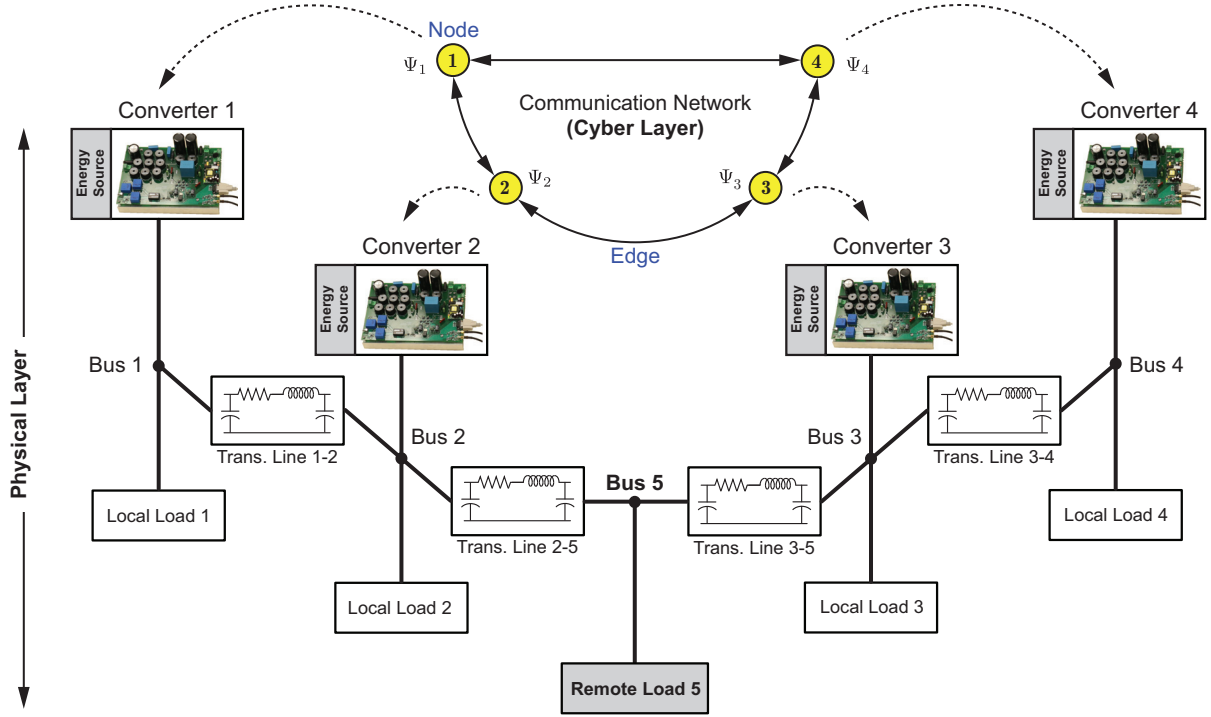 Node
Ψ1
1
4
Ψ4
Communication Network
(Cyber Layer)
Converter 1
Converter 4
Energy
Source
Energy
Source
2
Ψ2
Ψ3
3
Edge
Converter 2
Converter 3
Energy
Source
Energy
Source
Physical Layer
Bus 1
Bus 4
Trans. Line 1-2
Bus 2
Bus 3
Trans. Line 3-4
Bus 5
Local Load 1
Local Load 4
Trans. Line 2-5
Trans. Line 3-5
Local Load 2
Local Load 3
Remote Load 5